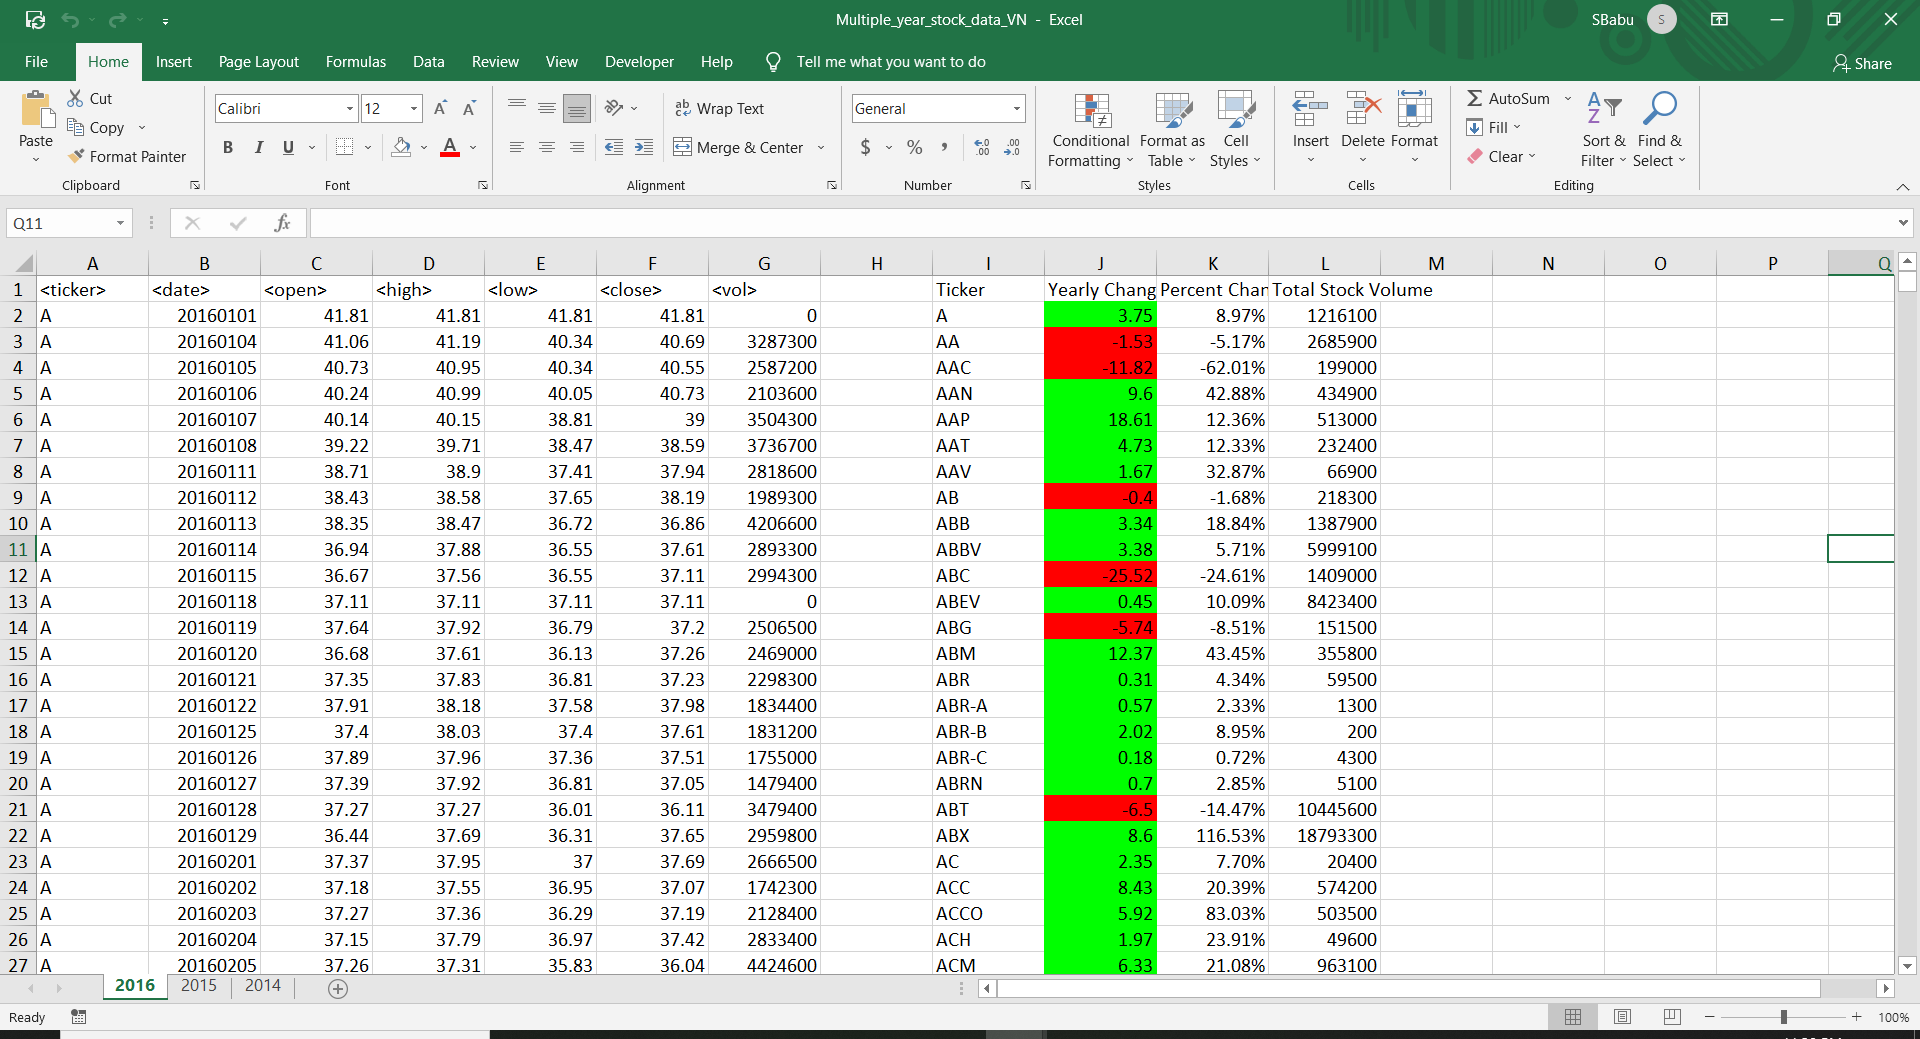 Multiple_year_stock_data_VN - Excel
SBabu S
File Home Insert Page Layout Formulas Data Review View Developer Help Tell me what you want to do Share
Paste
Cut
Copy
Format Painter
Clipboard
Calibri 12
B I U A
Font
Wrap Text
Merge & Center
Alignment
General
$ % ,
Number
Conditional Formatting
Format as Table
Cell Styles
Styles
Insert Delete Format
Cells
AutoSum
Fill
Clear
Sort & Filter
Find & Select
Editing
Q11 fx
A B C D E F G H I J K L M N O P Q
1 <ticker> <date> <open> <high> <low> <close> <vol> Ticker Yearly Chang Percent Chan Total Stock Volume
2 A 20160101 41.81 41.81 41.81 41.81 0 A 3.75 8.97% 1216100
3 A 20160104 41.06 41.19 40.34 40.69 3287300 AA -1.53 -5.17% 2685900
4 A 20160105 40.73 40.95 40.34 40.55 2587200 AAC -11.82 -62.01% 199000
5 A 20160106 40.24 40.99 40.05 40.73 2103600 AAN 9.6 42.88% 434900
6 A 20160107 40.14 40.15 38.81 39 3504300 AAP 18.61 12.36% 513000
7 A 20160108 39.22 39.71 38.47 38.59 3736700 AAT 4.73 12.33% 232400
8 A 20160111 38.71 38.9 37.41 37.94 2818600 AAV 1.67 32.87% 66900
9 A 20160112 38.43 38.58 37.65 38.19 1989300 AB -0.4 -1.68% 218300
10 A 20160113 38.35 38.47 36.72 36.86 4206600 ABB 3.34 18.84% 1387900
11 A 20160114 36.94 37.88 36.55 37.61 2893300 ABBV 3.38 5.71% 5999100
12 A 20160115 36.67 37.56 36.55 37.11 2994300 ABC -25.52 -24.61% 1409000
13 A 20160118 37.11 37.11 37.11 37.11 0 ABEV 0.45 10.09% 8423400
14 A 20160119 37.64 37.92 36.79 37.2 2506500 ABG -5.74 -8.51% 151500
15 A 20160120 36.68 37.61 36.13 37.26 2469000 ABM 12.37 43.45% 355800
16 A 20160121 37.35 37.83 36.81 37.23 2298300 ABR 0.31 4.34% 59500
17 A 20160122 37.91 38.18 37.58 37.98 1834400 ABR-A 0.57 2.33% 1300
18 A 20160125 37.4 38.03 37.4 37.61 1831200 ABR-B 2.02 8.95% 200
19 A 20160126 37.89 37.96 37.36 37.51 1755000 ABR-C 0.18 0.72% 4300
20 A 20160127 37.39 37.92 36.81 37.05 1479400 ABRN 0.7 2.85% 5100
21 A 20160128 37.27 37.27 36.01 36.11 3479400 ABT -6.5 -14.47% 10445600
22 A 20160129 36.44 37.69 36.31 37.65 2959800 ABX 8.6 116.53% 18793300
23 A 20160201 37.37 37.95 37 37.69 2666500 AC 2.35 7.70% 20400
24 A 20160202 37.18 37.55 36.95 37.07 1742300 ACC 8.43 20.39% 574200
25 A 20160203 37.27 37.36 36.29 37.19 2128400 ACCO 5.92 83.03% 503500
26 A 20160204 37.15 37.79 36.97 37.42 2833400 ACH 1.97 23.91% 49600
27 A 20160205 37.26 37.31 35.83 36.04 4424600 ACM 6.33 21.08% 963100
2016 2015 2014
Ready 100%